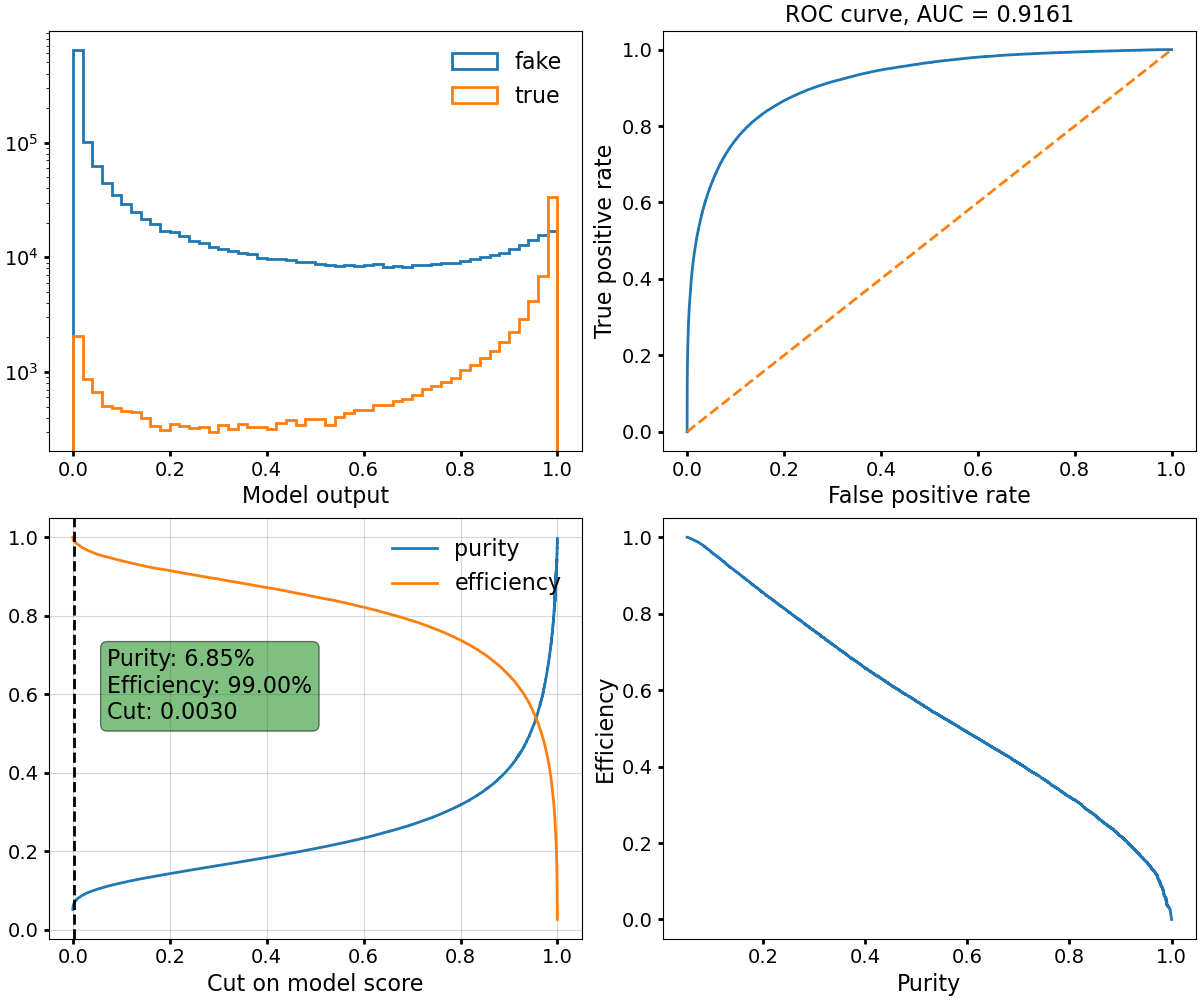 fake
true
10^5
10^4
10^3
0.0 0.2 0.4 0.6 0.8 1.0
Model output
ROC curve, AUC = 0.9161
1.0
0.8
0.6
0.4
0.2
0.0
True positive rate
0.0 0.2 0.4 0.6 0.8 1.0
False positive rate
purity
efficiency
Purity: 6.85%
Efficiency: 99.00%
Cut: 0.0030
1.0
0.8
0.6
0.4
0.2
0.0
0.0 0.2 0.4 0.6 0.8 1.0
Cut on model score
1.0
0.8
0.6
0.4
0.2
0.0
Efficiency
0.2 0.4 0.6 0.8 1.0
Purity